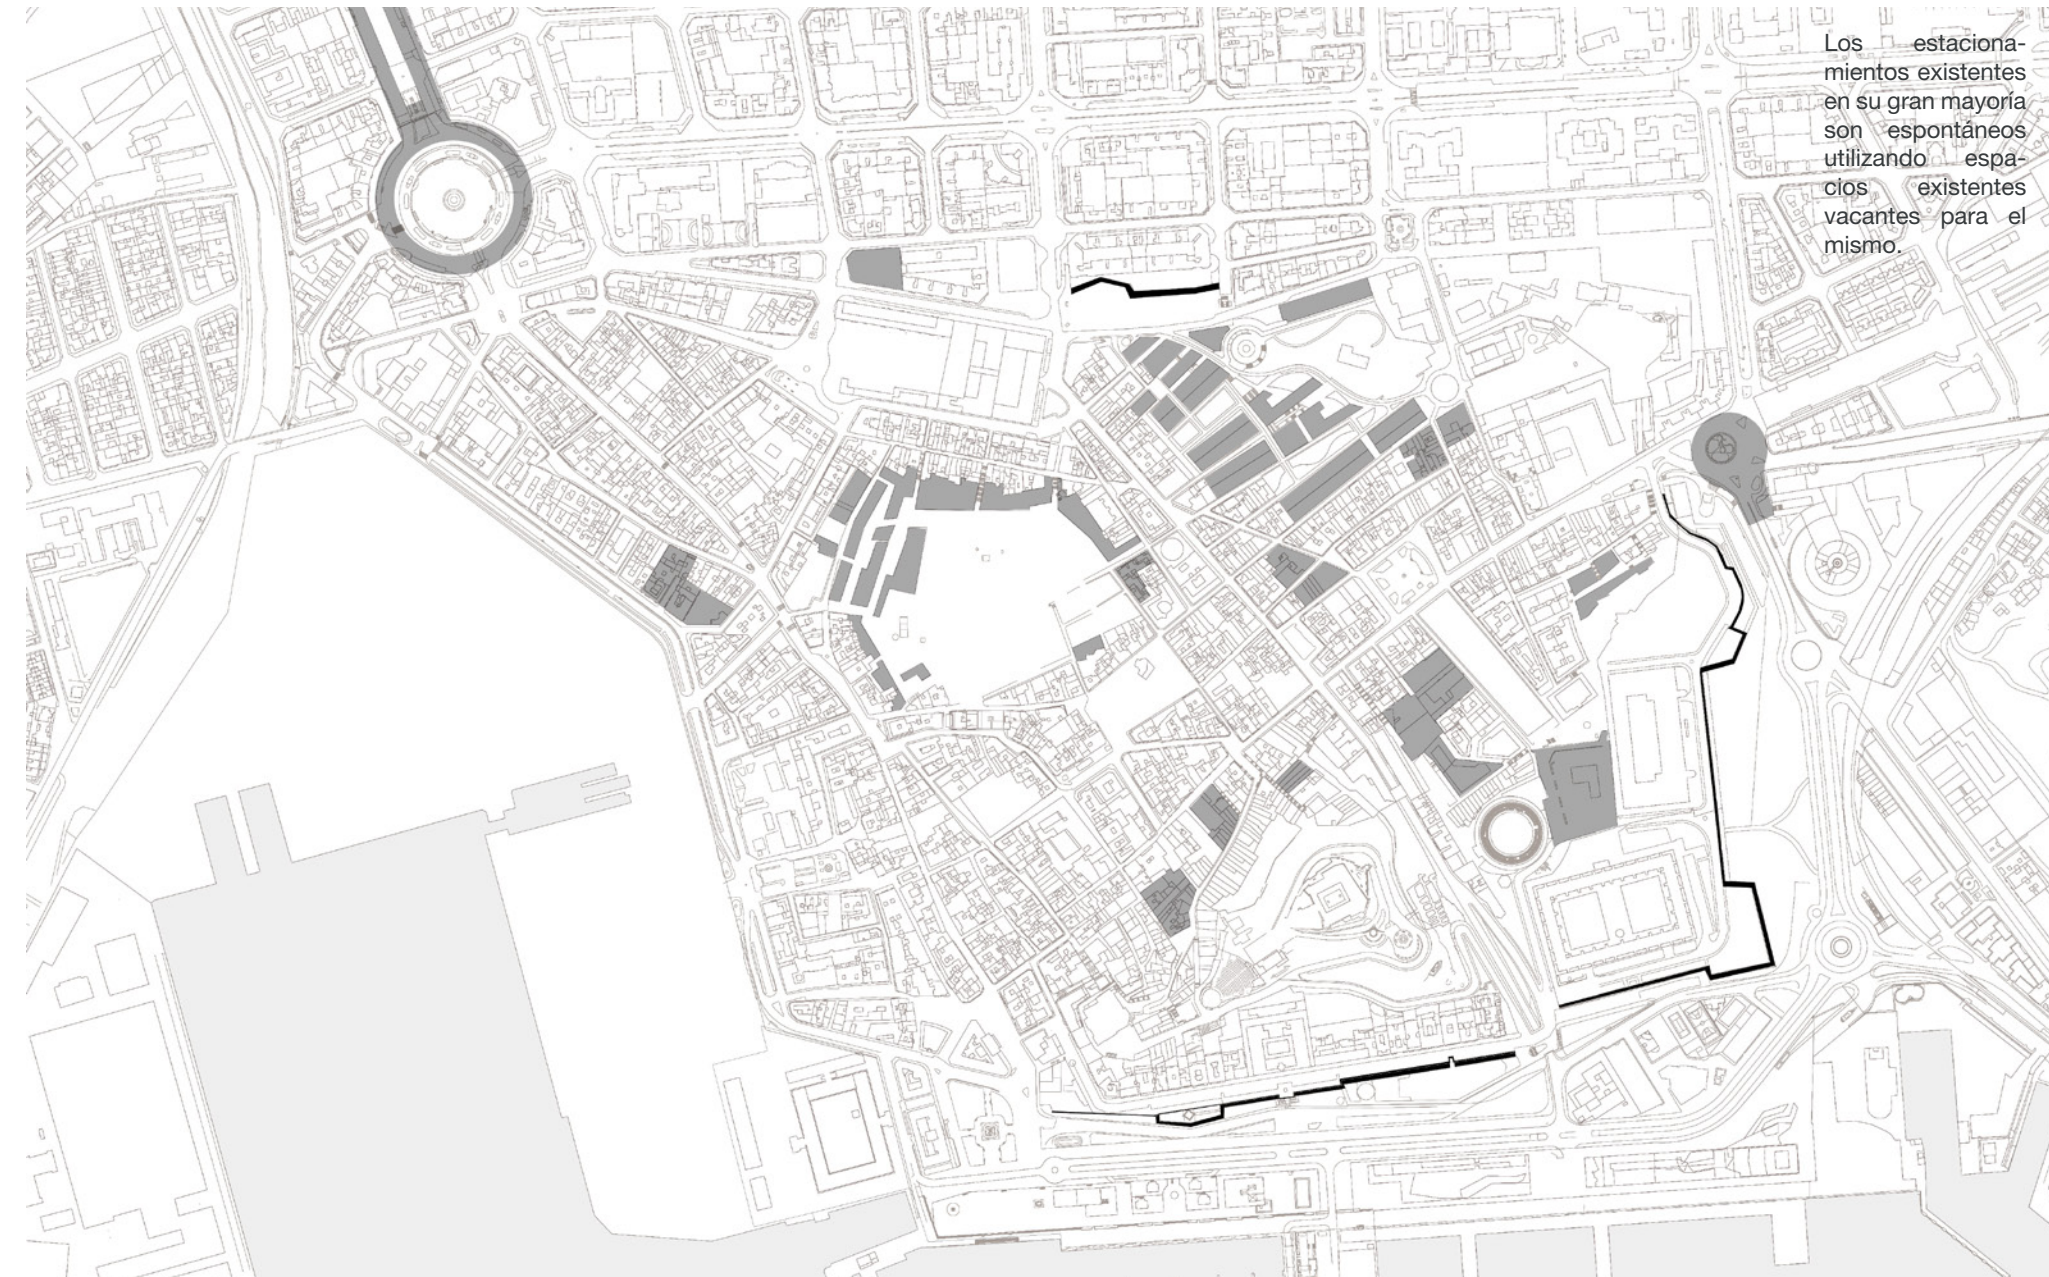 Los estaciona-
mientos existentes
en su gran mayoría
son espontáneos
utilizando espa-
cios existentes
vacantes para el
mismo.